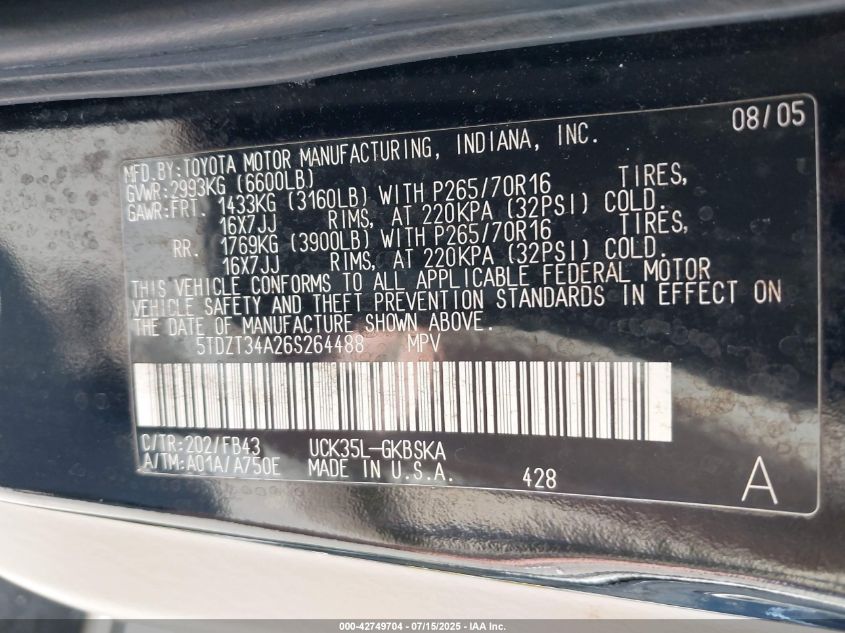 08/05
MFD.BY:TOYOTA MOTOR MANUFACTURING, INDIANA, INC.
GVWR:2993KG (6600LB)
GAWR:FRT. 1433KG (3160LB) WITH P265/70R16 TIRES,
16X7JJ RIMS, AT 220KPA (32PSI) COLD.
RR. 1769KG (3900LB) WITH P265/70R16 TIRES,
16X7JJ RIMS, AT 220KPA (32PSI) COLD.
THIS VEHICLE CONFORMS TO ALL APPLICABLE FEDERAL MOTOR
VEHICLE SAFETY AND THEFT PREVENTION STANDARDS IN EFFECT ON
THE DATE OF MANUFACTURE SHOWN ABOVE.
5TDZT34A26S264488 MPV
C/TR:202/FB43 UCK35L-GKBSKA
A/TM:A01A/A750E MADE IN U.S.A. 428 A
000-42749704 - 07/15/2025 - IAA Inc.